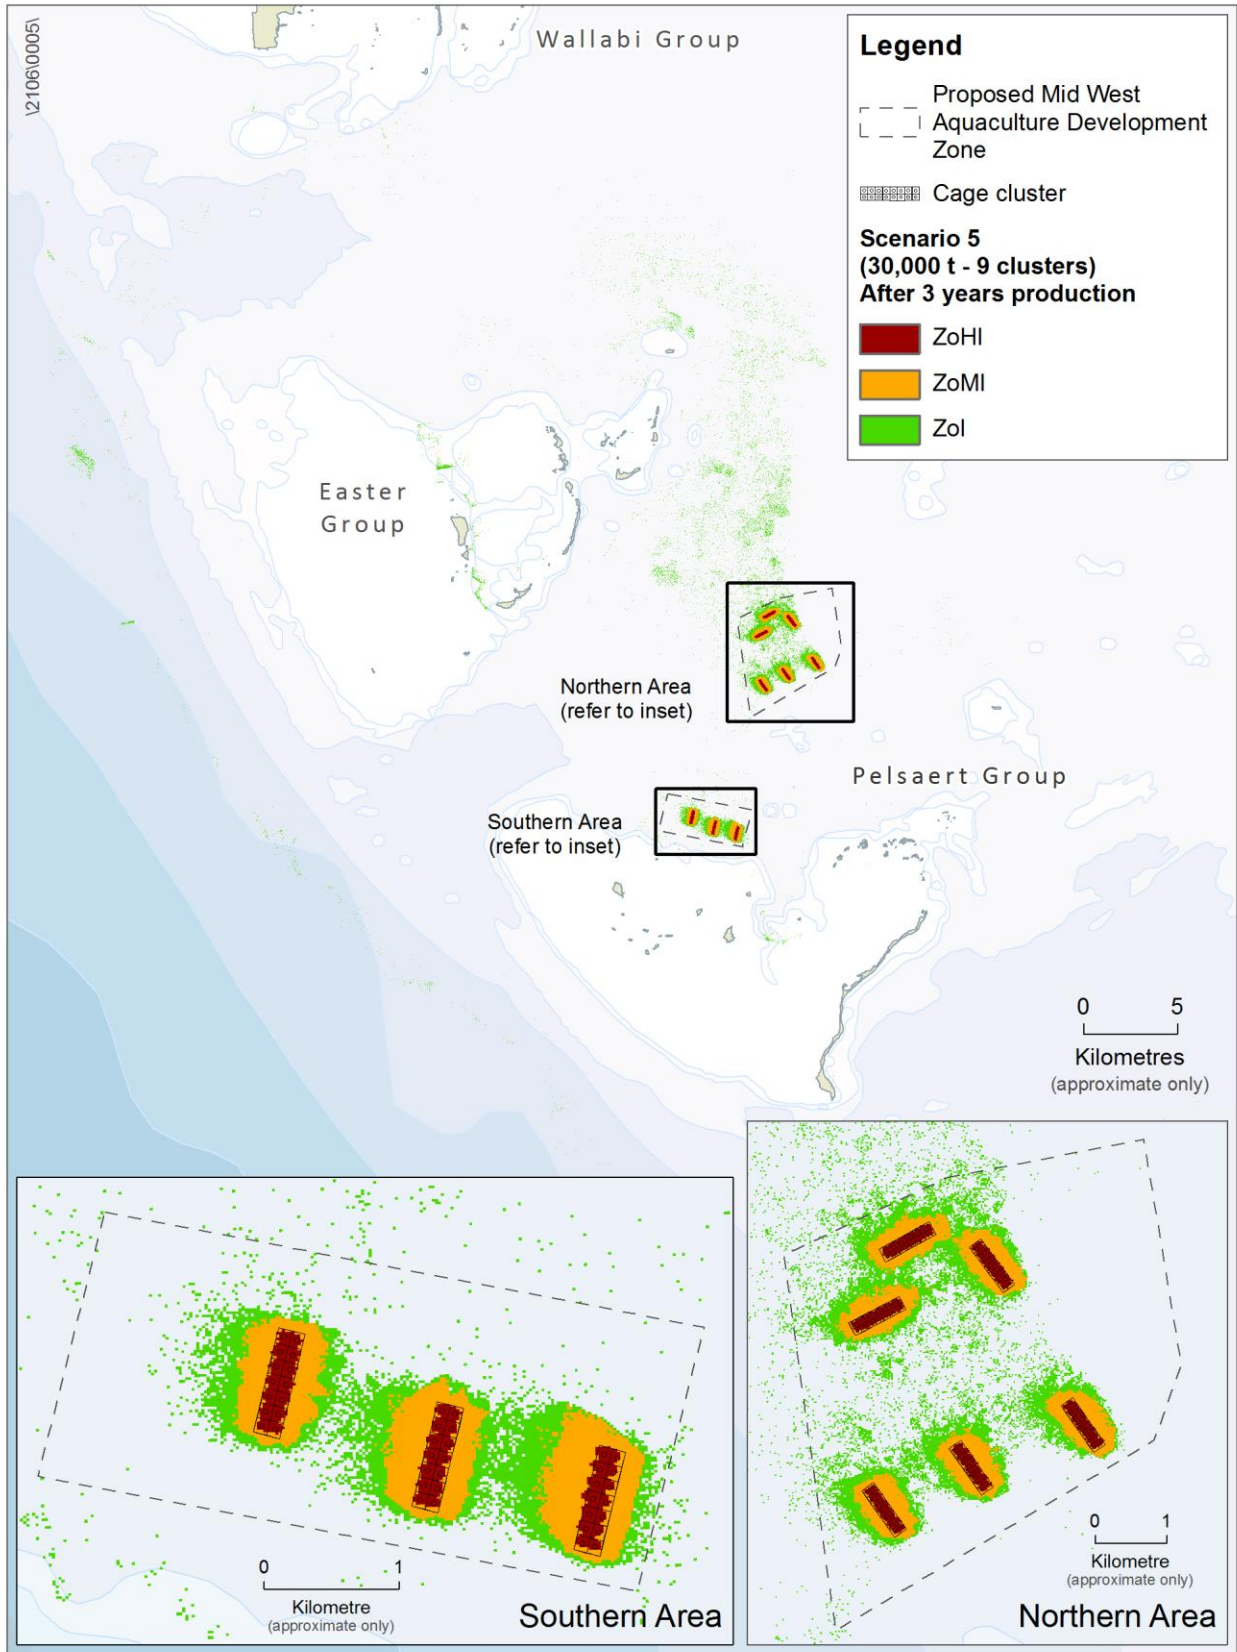 \2106\0005\
Wallabi Group
Legend
Proposed Mid West
Aquaculture Development
Zone
Cage cluster
Scenario 5
(30,000 t - 9 clusters)
After 3 years production
ZoHI
ZoMI
ZoI
Easter
Group
Northern Area
(refer to inset)
Pelsaert Group
Southern Area
(refer to inset)
0 5
Kilometres
(approximate only)
0 1
Kilometre
(approximate only)
Southern Area
0 1
Kilometre
(approximate only)
Northern Area